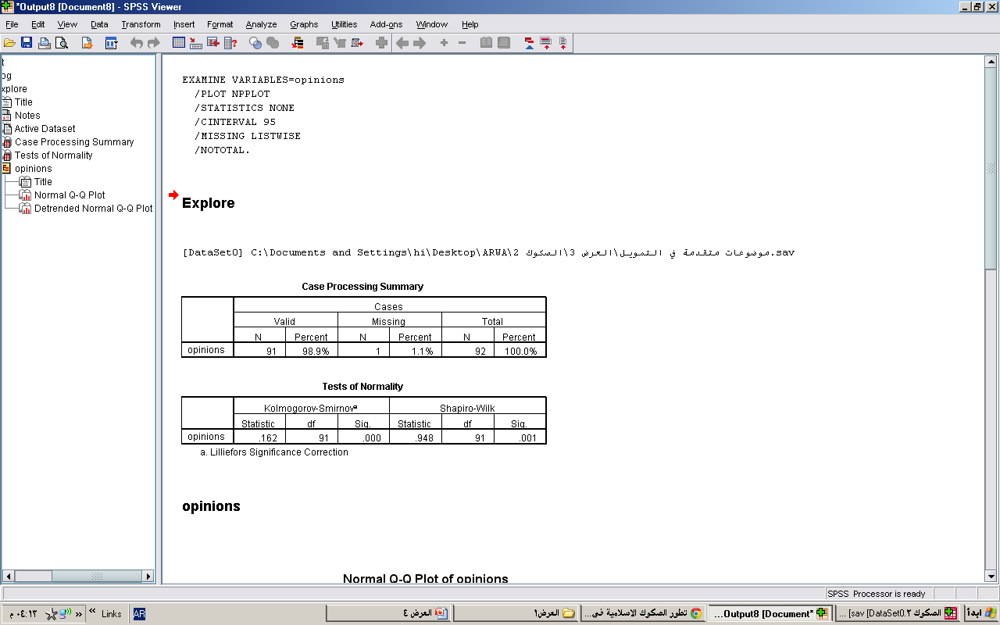 *Output8 [Document8] - SPSS Viewer
File Edit View Data Transform Insert Format Analyze Graphs Utilities Add-ons Window Help
t
og
xplore
Title
Notes
Active Dataset
Case Processing Summary
Tests of Normality
opinions
Title
Normal Q-Q Plot
Detrended Normal Q-Q Plot
EXAMINE VARIABLES=opinions
/PLOT NPPLOT
/STATISTICS NONE
/CINTERVAL 95
/MISSING LISTWISE
/NOTOTAL.
Explore
[DataSet0] C:\Documents and Settings\hi\Desktop\ARWA\2 موضوعات متقدمة في التمويل\العرض 3\الصكوك.sav
Case Processing Summary
Cases
Valid Missing Total
N Percent N Percent N Percent
opinions 91 98.9% 1 1.1% 92 100.0%
Tests of Normality
Kolmogorov-Smirnovᵃ Shapiro-Wilk
Statistic df Sig. Statistic df Sig.
opinions .162 91 .000 .948 91 .001
a. Lilliefors Significance Correction
opinions
Normal Q-Q Plot of opinions
SPSS Processor is ready
٠٤:١٣ م » « Links AR العرض ٤ العرض١ تطور الصكوك الاسلامية في... ...Output8 [Document* ... [sav [DataSet0.٢ الصكوك ابدأ